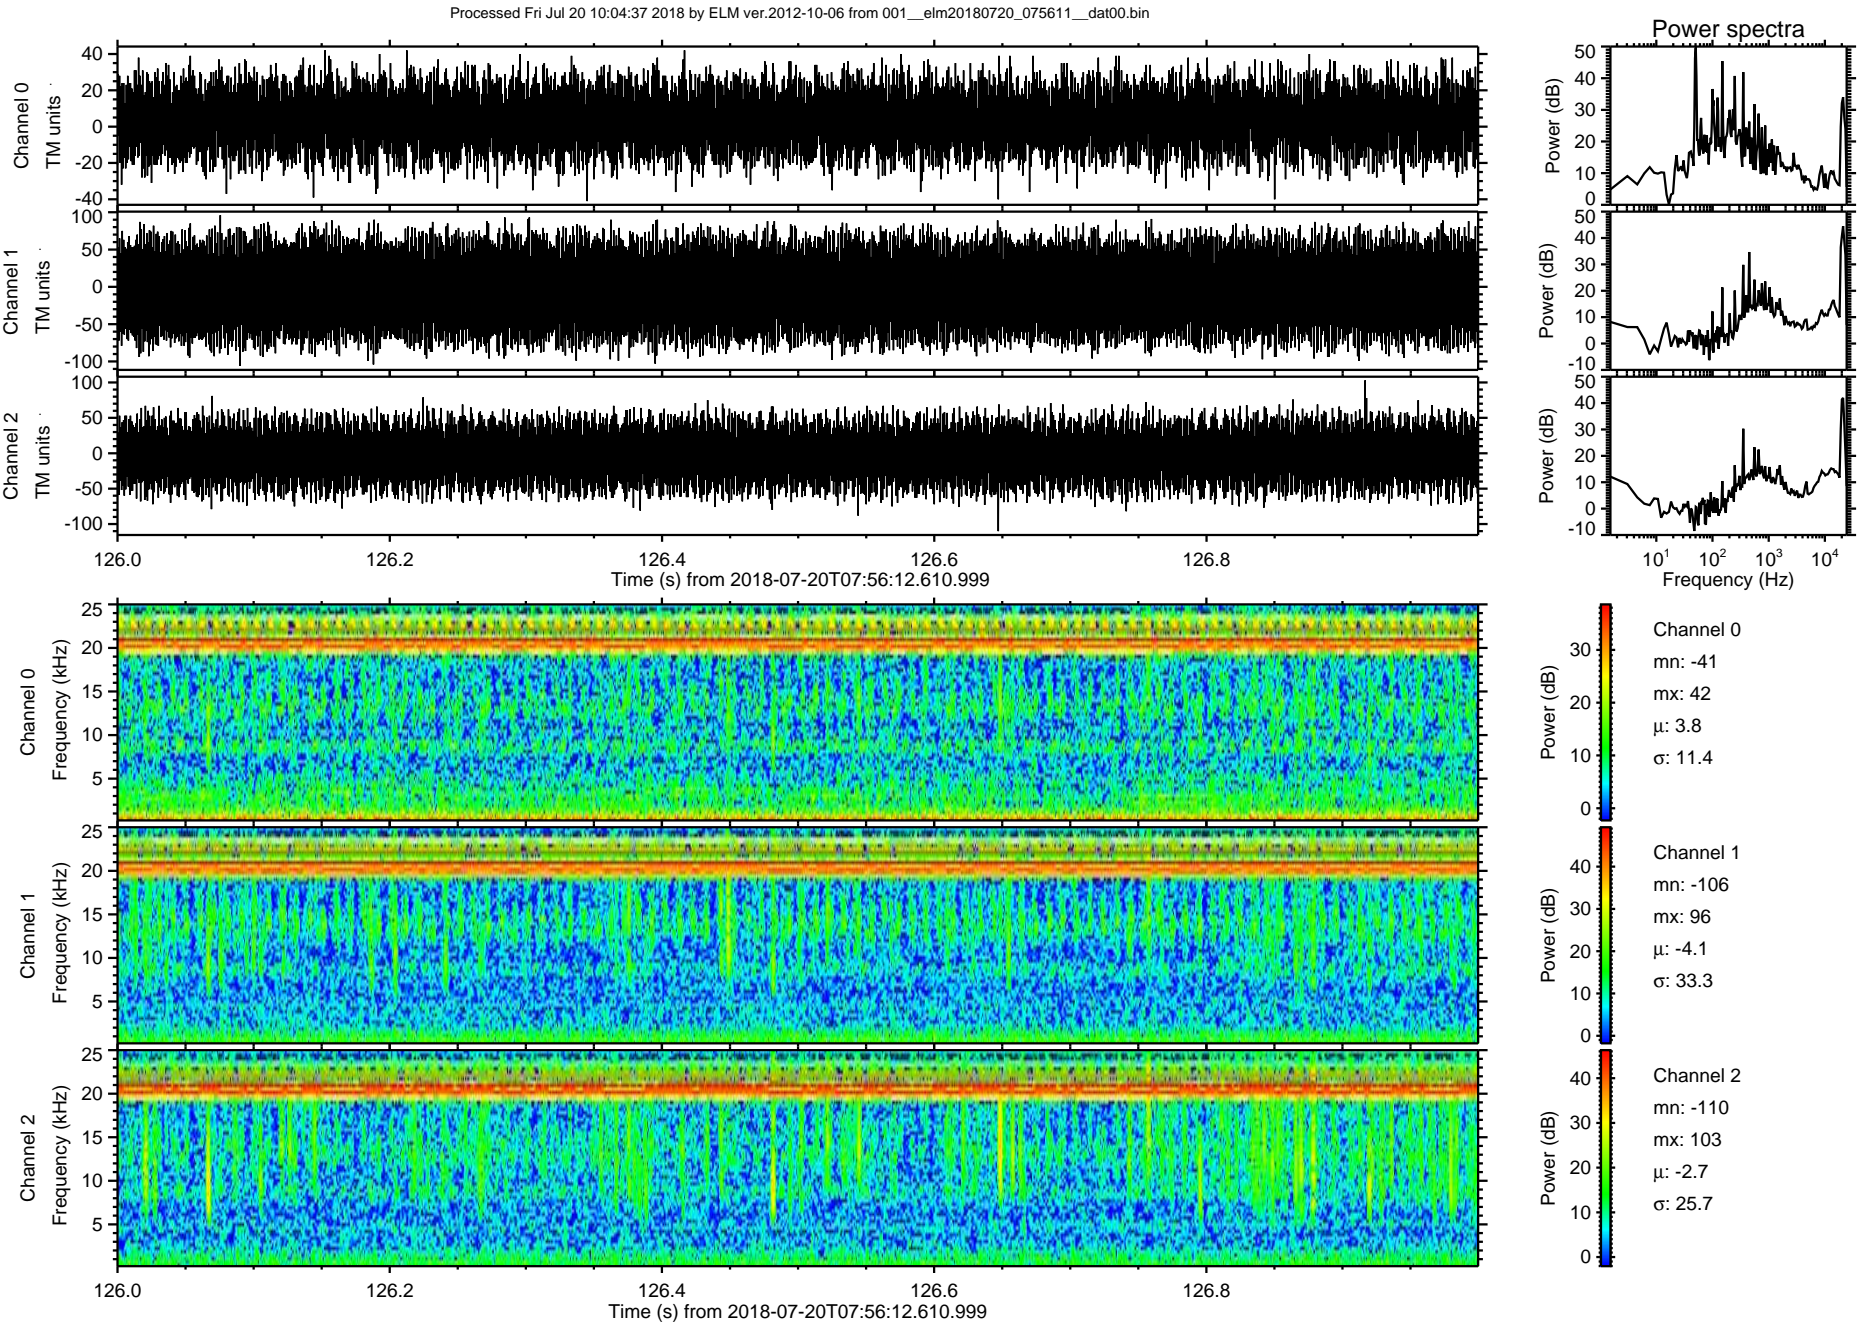 Processed Fri Jul 20 10:04:37 2018 by ELM ver.2012-10-06 from 001__elm20180720_075611__dat00.bin
Power spectra
Channel 0
TM units
40
20
0
-20
-40
Power (dB)
50
40
30
20
10
0
Channel 1
TM units
100
50
0
-50
-100
Power (dB)
50
40
30
20
10
0
-10
Channel 2
TM units
100
50
0
-50
-100
Power (dB)
50
40
30
20
10
0
-10
126.0 126.2 126.4 126.6 126.8
Time (s) from 2018-07-20T07:56:12.610.999
10^1 10^2 10^3 10^4
Frequency (Hz)
Channel 0
Frequency (kHz)
25
20
15
10
5
Power (dB)
30
20
10
0
Channel 0
mn: -41
mx: 42
μ: 3.8
σ: 11.4
Channel 1
Frequency (kHz)
25
20
15
10
5
Power (dB)
40
30
20
10
0
Channel 1
mn: -106
mx: 96
μ: -4.1
σ: 33.3
Channel 2
Frequency (kHz)
25
20
15
10
5
Power (dB)
40
30
20
10
0
Channel 2
mn: -110
mx: 103
μ: -2.7
σ: 25.7
126.0 126.2 126.4 126.6 126.8
Time (s) from 2018-07-20T07:56:12.610.999